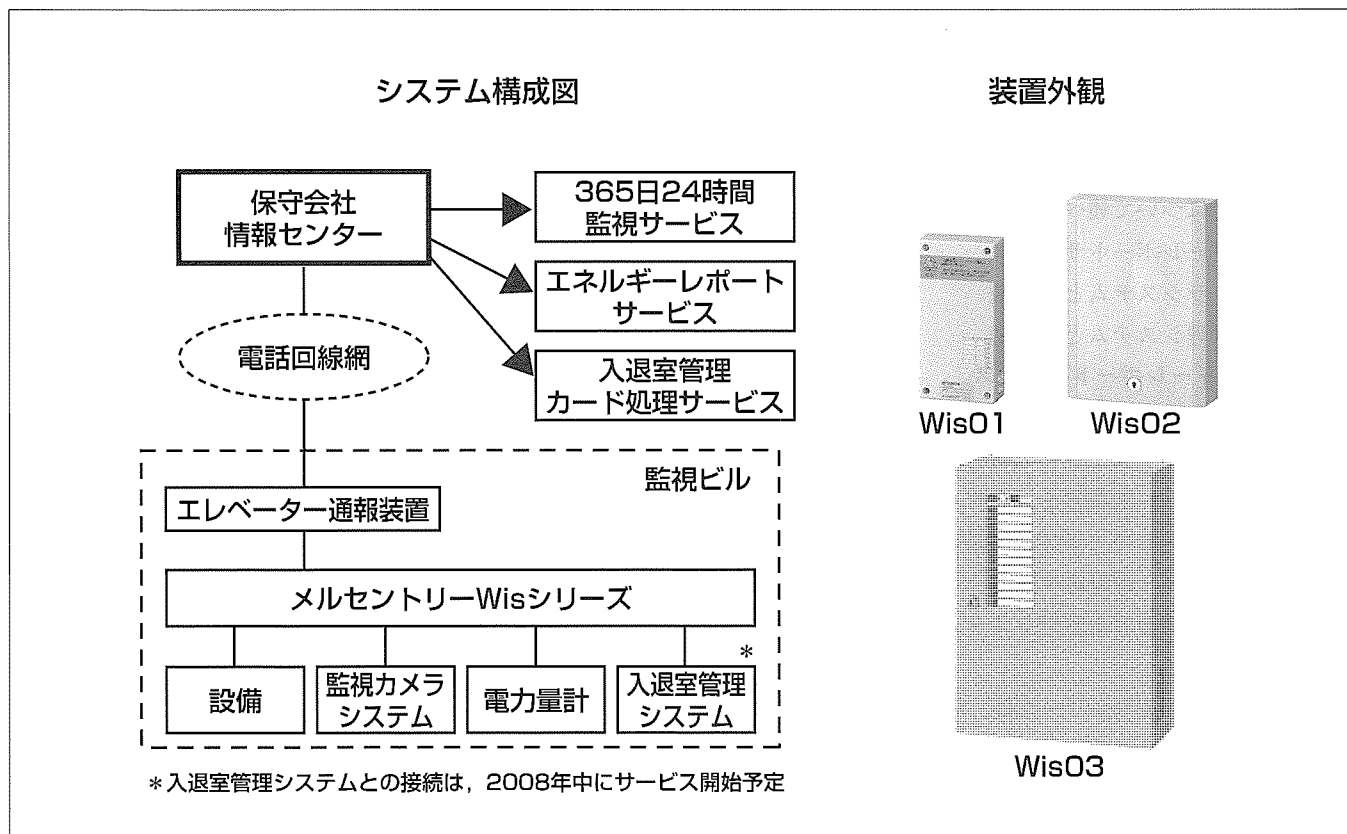 システム構成図
装置外観
保守会社
情報センター
365日24時間
監視サービス
エネルギーレポート
サービス
入退室管理
カード処理サービス
電話回線網
監視ビル
エレベーター通報装置
メルセントリーWisシリーズ
設備
監視カメラ
システム
電力量計
*
入退室管理
システム
*入退室管理システムとの接続は，2008年中にサービス開始予定
Wis01
Wis02
Wis03